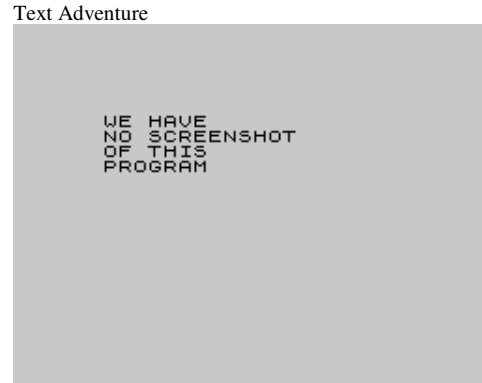 Text Adventure
WE HAVE
NO SCREENSHOT
OF THIS
PROGRAM